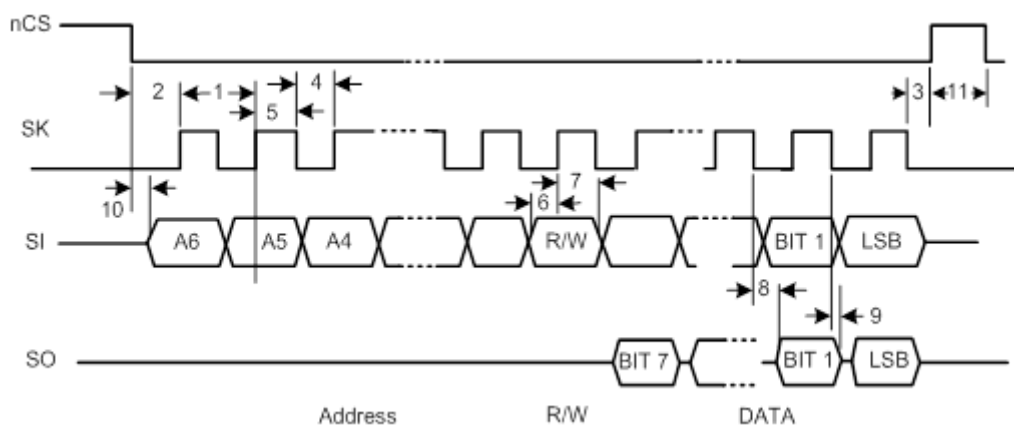 nCS
2 1 4 3 11
5
SK
7
10 6
SI A6 A5 A4 R/W BIT 1 LSB
8 9
SO BIT 7 BIT 1 LSB
Address R/W DATA